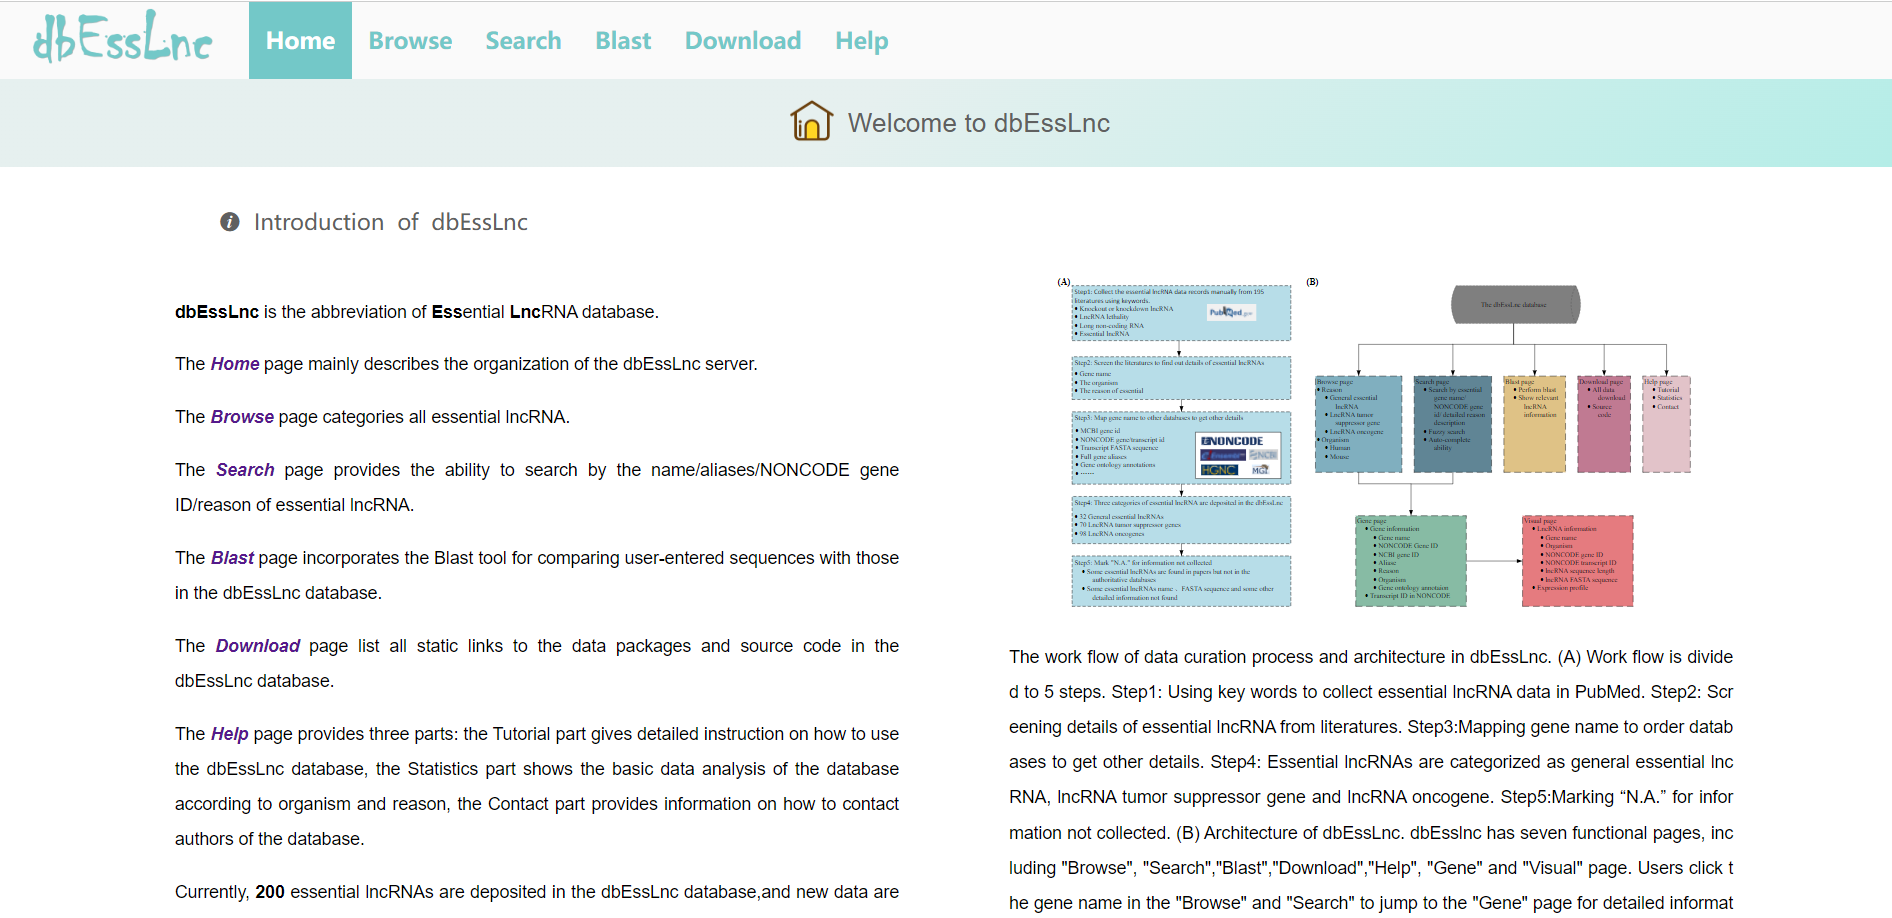 dbEssLnc
Home Browse Search Blast Download Help
Welcome to dbEssLnc
Introduction of dbEssLnc
dbEssLnc is the abbreviation of Essential LncRNA database.
The Home page mainly describes the organization of the dbEssLnc server.
The Browse page categories all essential lncRNA.
The Search page provides the ability to search by the name/aliases/NONCODE gene
ID/reason of essential lncRNA.
The Blast page incorporates the Blast tool for comparing user-entered sequences with those
in the dbEssLnc database.
The Download page list all static links to the data packages and source code in the
dbEssLnc database.
The Help page provides three parts: the Tutorial part gives detailed instruction on how to use
the dbEssLnc database, the Statistics part shows the basic data analysis of the database
according to organism and reason, the Contact part provides information on how to contact
authors of the database.
Currently, 200 essential lncRNAs are deposited in the dbEssLnc database,and new data are
(A)
Step1: Collect the essential lncRNA data records manually from 195
literatures using keywords.
• Knockout or knockdown lncRNA
• LncRNA lethality
• Long non-coding RNA
• Essential lncRNA
PubMed.gov
Step2: Screen the literatures to find out details of essential lncRNAs
• Gene name
• The organism
• The reason of essential
Step3: Map gene name to other databases to get other details
• MCBI gene id
• NONCODE gene/transcript id
• Transcript FASTA sequence
• Full gene aliases
• Gene ontology annotations
• ······
NONCODE
Ensembl NCBI
HGNC MGI
Step4: Three categories of essential lncRNA are deposited in the dbEssLnc
• 32 General essential lncRNAs
• 70 LncRNA tumor suppressor genes
• 98 LncRNA oncogenes
Step5: Mark "N.A." for information not collected
• Some essential lncRNAs are found in papers but not in the
authoritative databases
• Some essential lncRNAs name 、FASTA sequence and some other
detailed information not found
(B)
The dbEssLnc database
Browse page
• Reason
• General essential
lncRNA
• LncRNA tumor
suppressor gene
• LncRNA oncogene
• Organism
• Human
• Mouse
Search page
• Search by essential
gene name/
NONCODE gene
id/ detailed reason
description
• Fuzzy search
• Auto-complete
ability
Blast page
• Perform blast
• Show relevant
lncRNA
information
Download page
• All data
download
• Source
code
Help page
• Tutorial
• Statistics
• Contact
Gene page
• Gene information
• Gene name
• NONCODE Gene ID
• NCBI gene ID
• Aliase
• Reason
• Organism
• Gene ontology annotaion
• Transcript ID in NONCODE
Visual page
• LncRNA information
• Gene name
• Organism
• NONCODE gene ID
• NONCODE transcript ID
• lncRNA sequence length
• lncRNA FASTA sequence
• Expression profile
The work flow of data curation process and architecture in dbEssLnc. (A) Work flow is divide
d to 5 steps. Step1: Using key words to collect essential lncRNA data in PubMed. Step2: Scr
eening details of essential lncRNA from literatures. Step3:Mapping gene name to order datab
ases to get other details. Step4: Essential lncRNAs are categorized as general essential lnc
RNA, lncRNA tumor suppressor gene and lncRNA oncogene. Step5:Marking “N.A.” for infor
mation not collected. (B) Architecture of dbEssLnc. dbEsslnc has seven functional pages, inc
luding "Browse", "Search","Blast","Download","Help", "Gene" and "Visual" page. Users click t
he gene name in the "Browse" and "Search" to jump to the "Gene" page for detailed informat